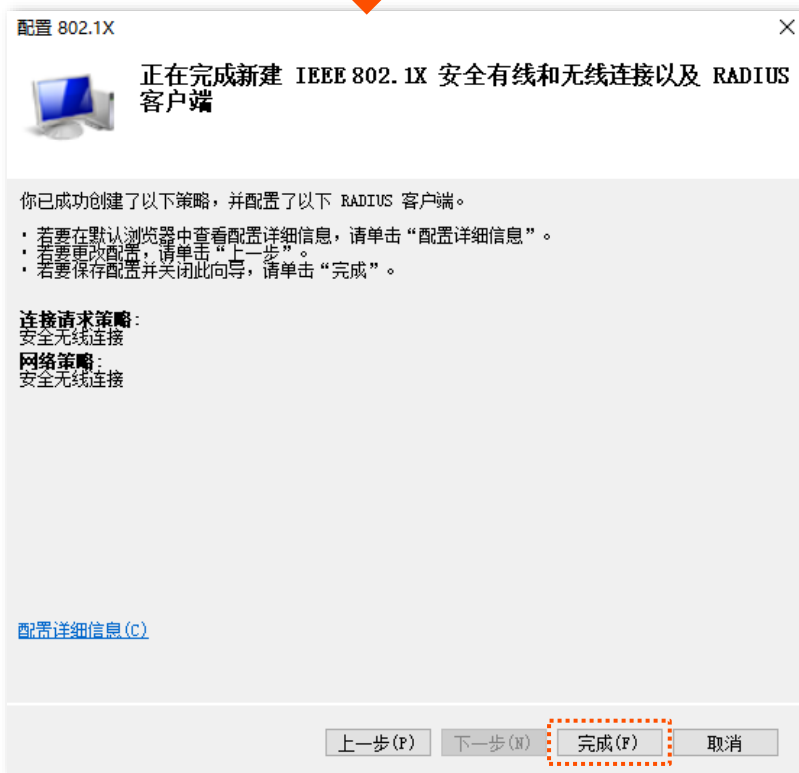 配置 802.1X
正在完成新建 IEEE 802.1X 安全有线和无线连接以及 RADIUS
客户端
你已成功创建了以下策略，并配置了以下 RADIUS 客户端。
· 若要在默认浏览器中查看配置详细信息，请单击“配置详细信息”。
· 若要更改配置，请单击“上一步”。
· 若要保存配置并关闭此向导，请单击“完成”。
连接请求策略:
安全无线连接
网络策略:
安全无线连接
配置详细信息(C)
上一步(P) 下一步(N) 完成(F) 取消